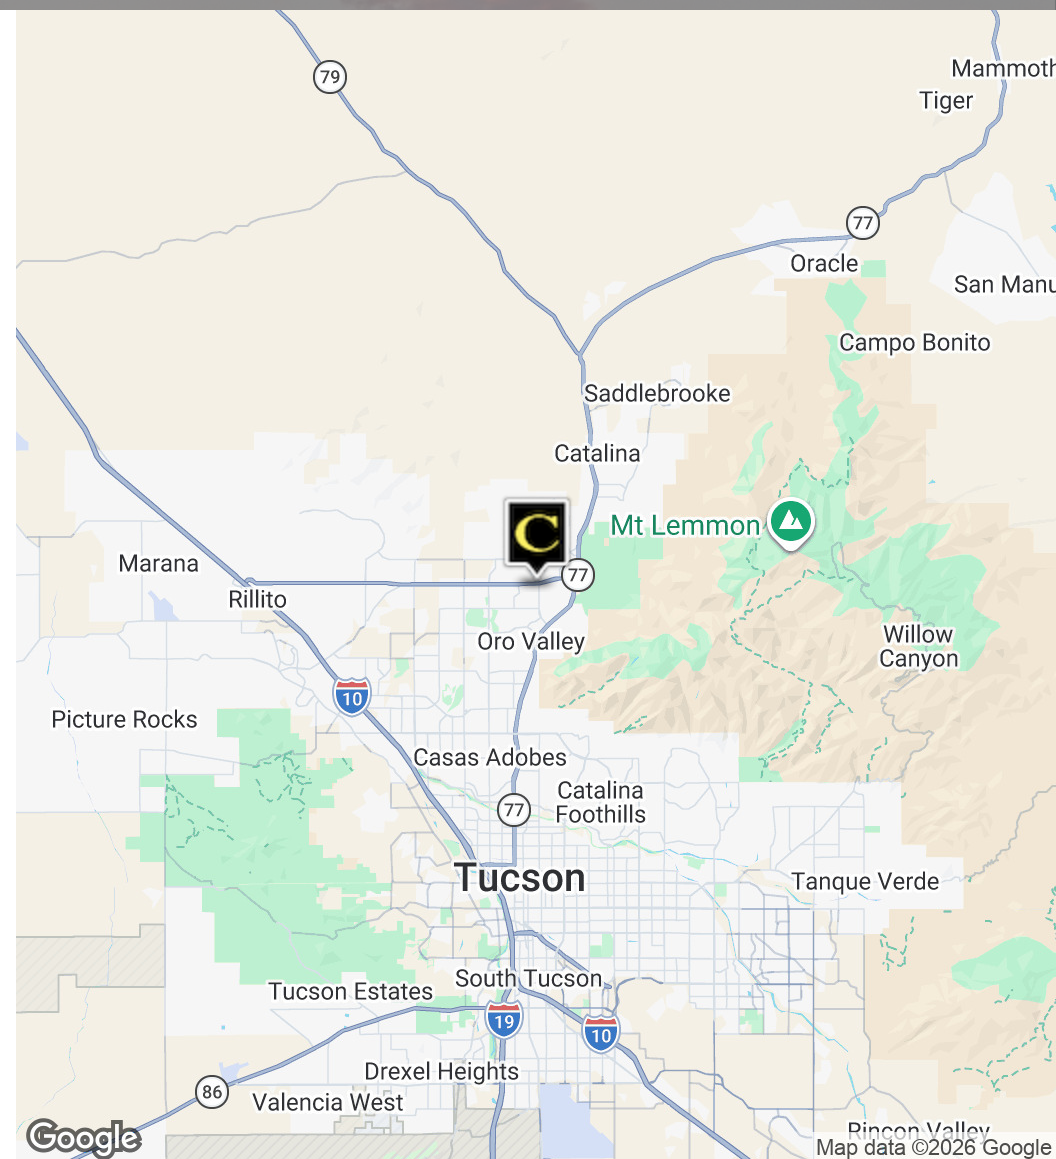 79
Mammoth
Tiger
77
Oracle
San Manu
Campo Bonito
Saddlebrooke
Catalina
C
Mt Lemmon
Marana
77
Rillito
Oro Valley
Willow
Canyon
10
Picture Rocks
Casas Adobes
Catalina
Foothills
77
Tucson
Tanque Verde
South Tucson
Tucson Estates
19
10
Drexel Heights
86
Valencia West
Rincon Valley
Google
Map data ©2026 Google